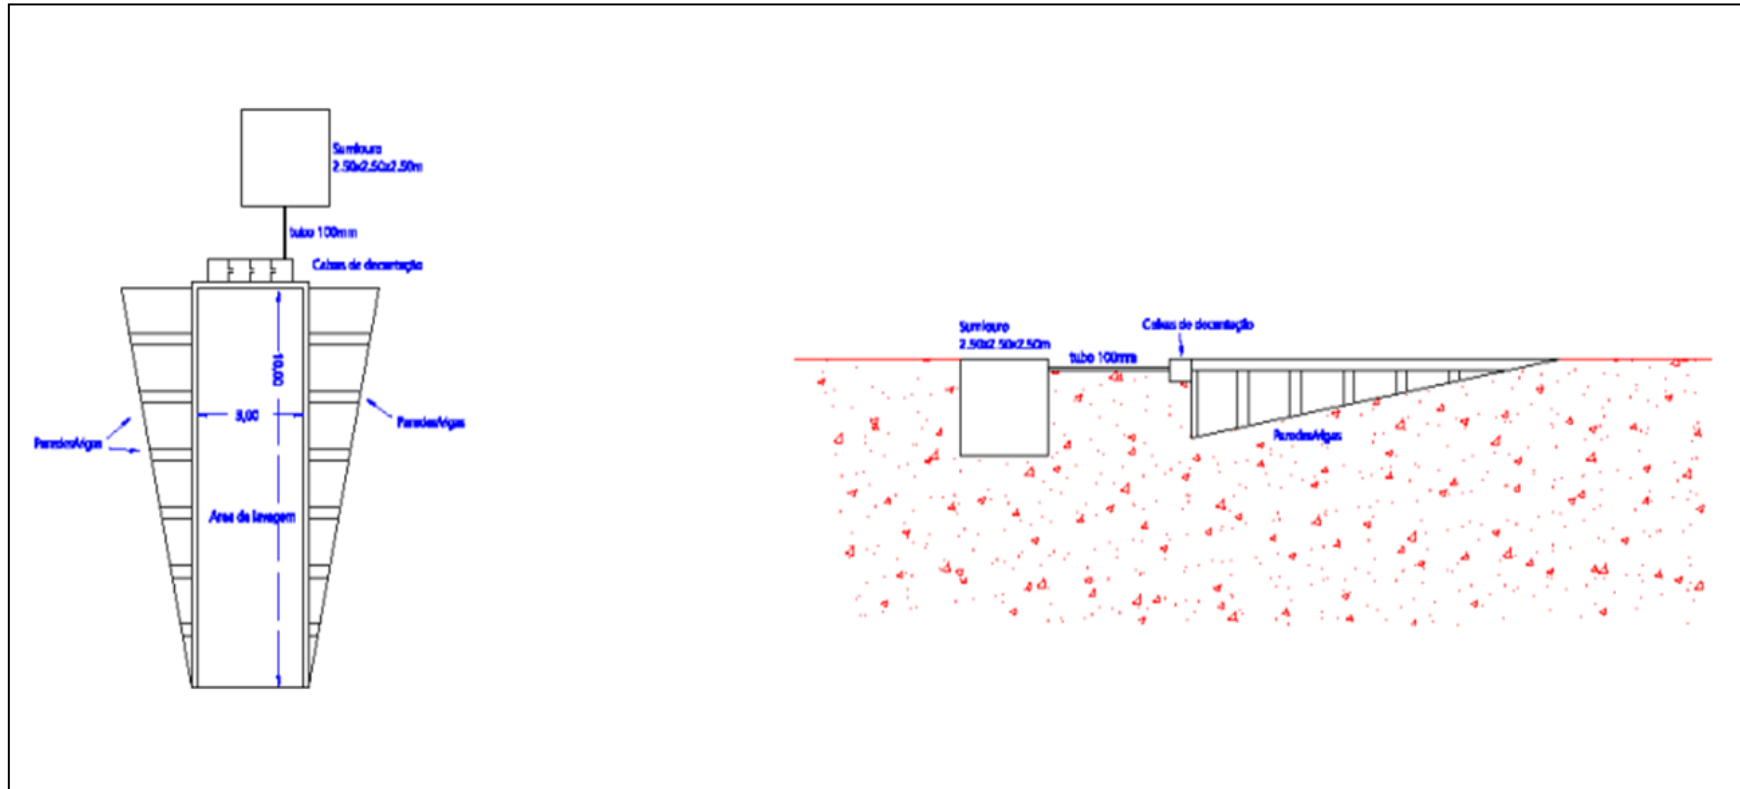 Sumidouro
2.50x2.50x2.50m
tubo 100mm
Caixas de decantação
10,00
3,00
Paredes/vigas
Paredes/vigas
Área de lavagem
Sumidouro
2.50x2.50x2.50m
Caixas de decantação
tubo 100mm
Paredes/vigas